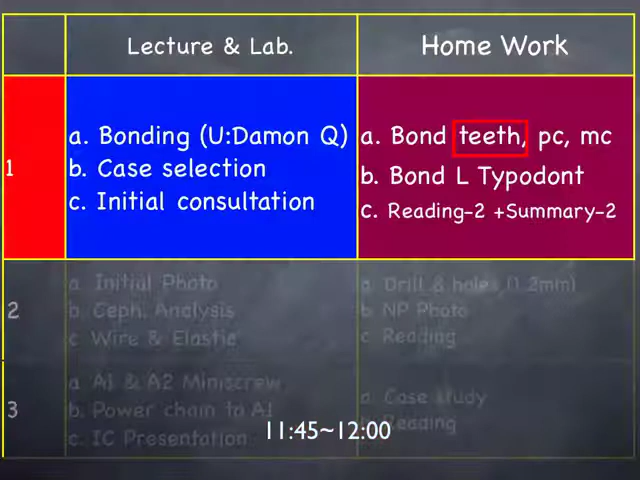 Lecture & Lab.
Home Work
1
a. Bonding (U:Damon Q)
b. Case selection
c. Initial consultation
a. Bond teeth, pc, mc
b. Bond L Typodont
c. Reading-2 +Summary-2
2
a. Initial Photo
b. Ceph. Analysis
c. Wire & Elastic
a. Drill 8 holes (1.2mm)
b. NP Photo
c. Reading
3
a. A1 & A2 Miniscrew
b. Power chain to A1
c. IC Presentation
a. Case study
b. Reading
11:45~12:00